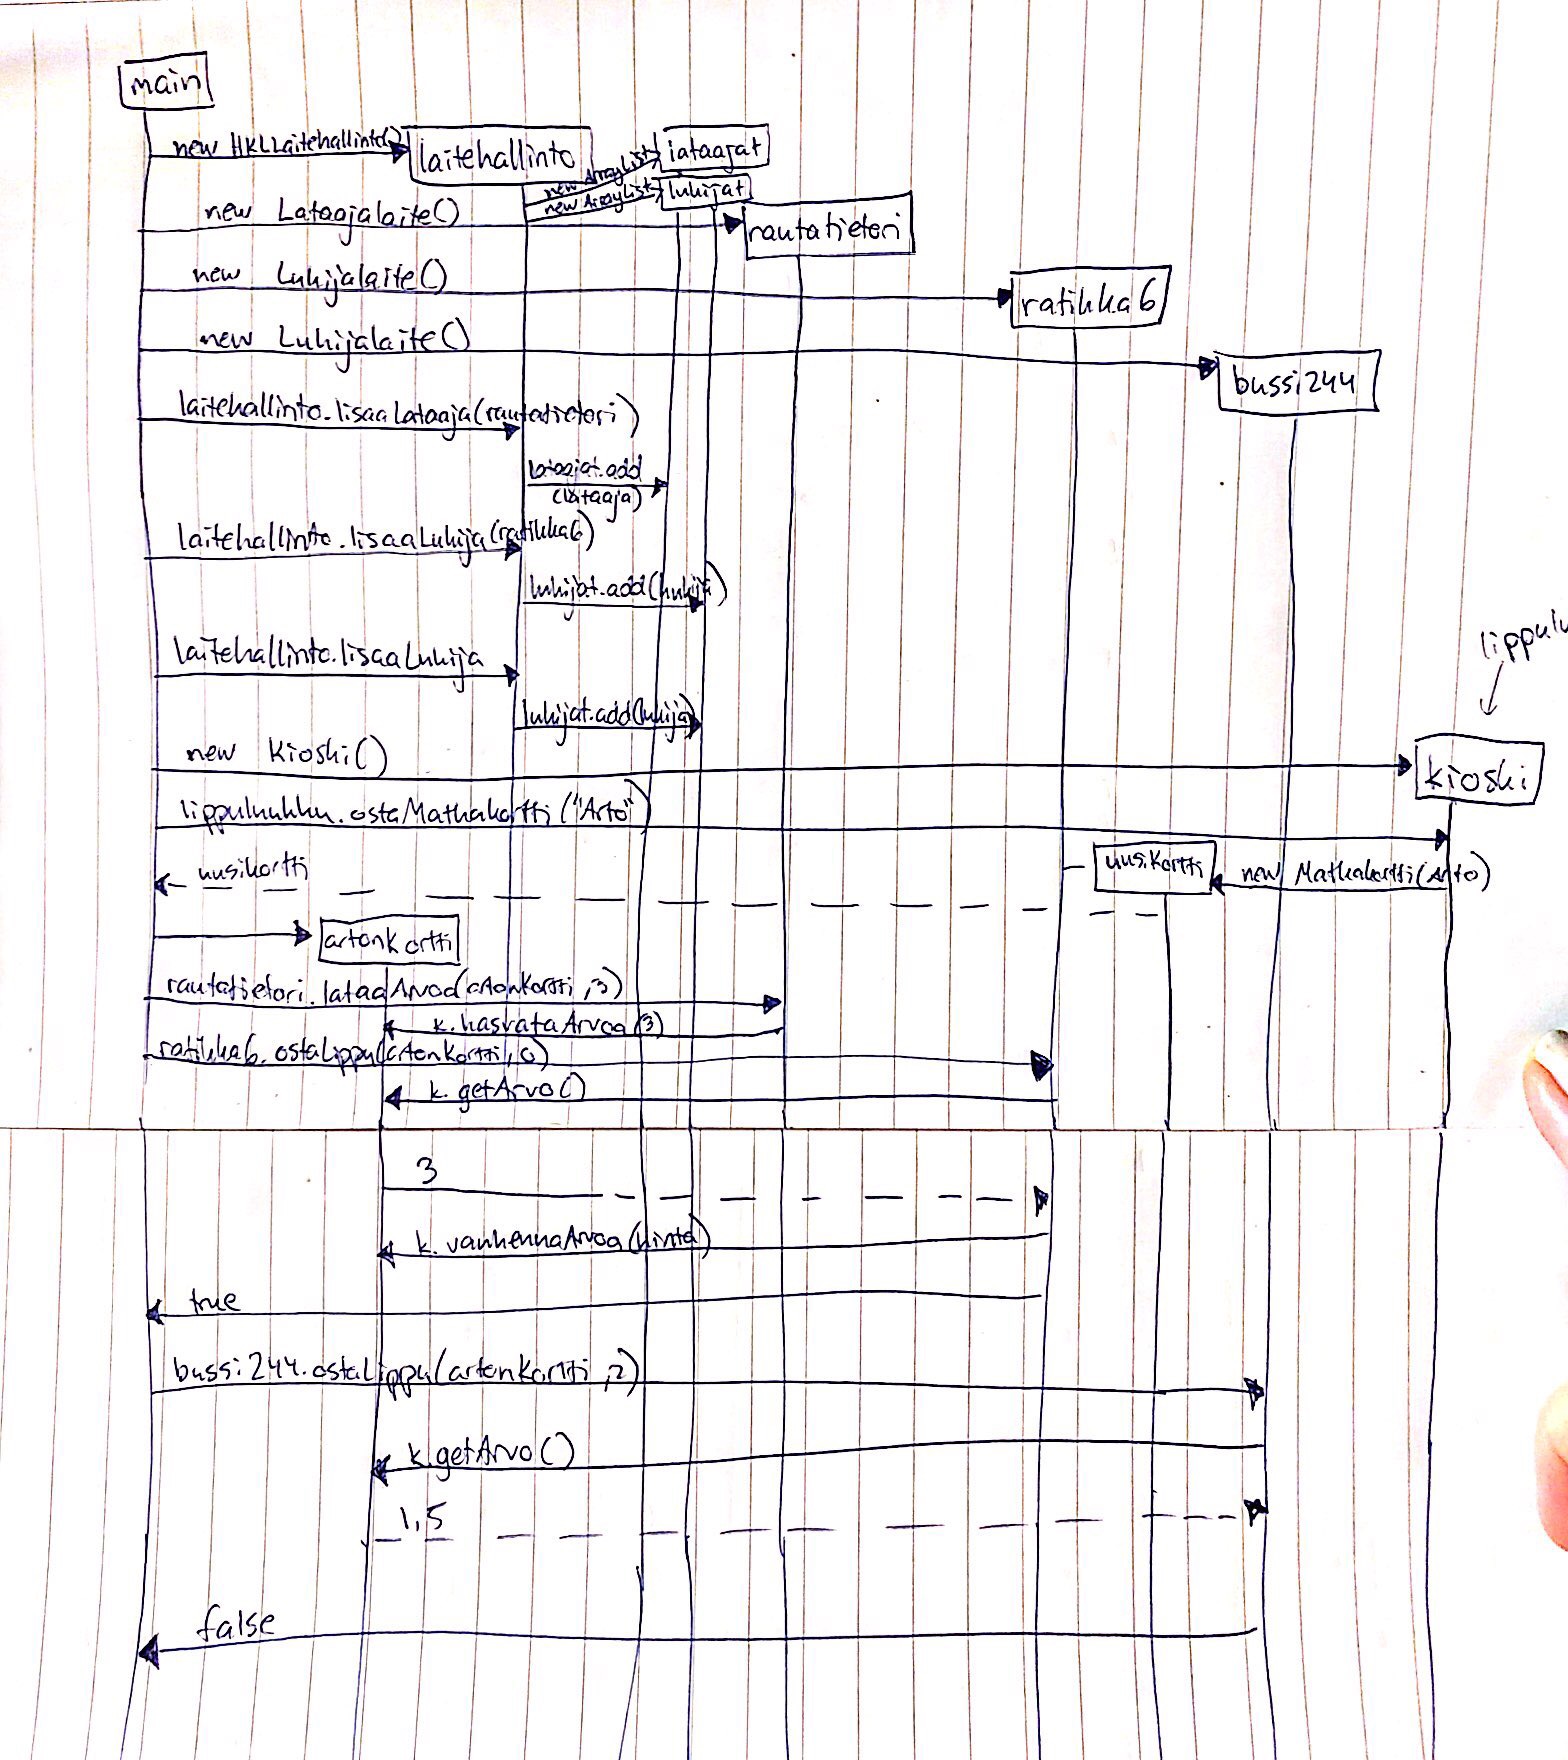 main
new HKLLaitehallinto()
laitehallinto
new ArrayList
lataajat
new ArrayList
lukijat
new Lataajalaite()
rautatietori
new Lukijalaite()
ratikka6
new Lukijalaite()
bussi244
laitehallinto.lisaaLataaja(rautatietori)
lataajat.add
(lataaja)
laitehallinto.lisaaLukija(ratikka6)
lukijat.add(lukija)
laitehallinto.lisaaLukija
lukijat.add(lukija)
new Kioski()
kioski
lippuluukku.ostaMatkakortti("Arto")
uusikortti
uusiKortti
new Matkakortti(Arto)
artonKortti
rautatietori.lataaArvoa(artonKortti,3)
k.kasvataArvoa(3)
ratikka6.ostaLippu(artonKortti,0)
k.getArvo()
3
k.vahennaArvoa(hinta)
true
bussi244.ostaLippu(artonKortti,2)
k.getArvo()
1,5
false